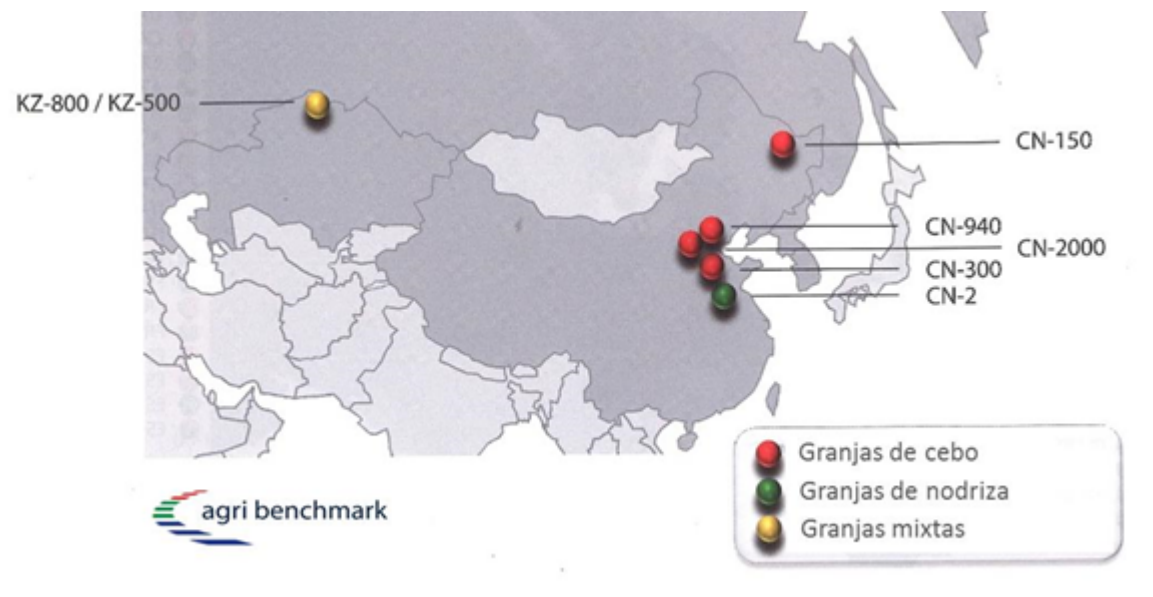 KZ-800 / KZ-500
CN-150
CN-940
CN-2000
CN-300
CN-2
Granjas de cebo
Granjas de nodriza
Granjas mixtas
agri benchmark